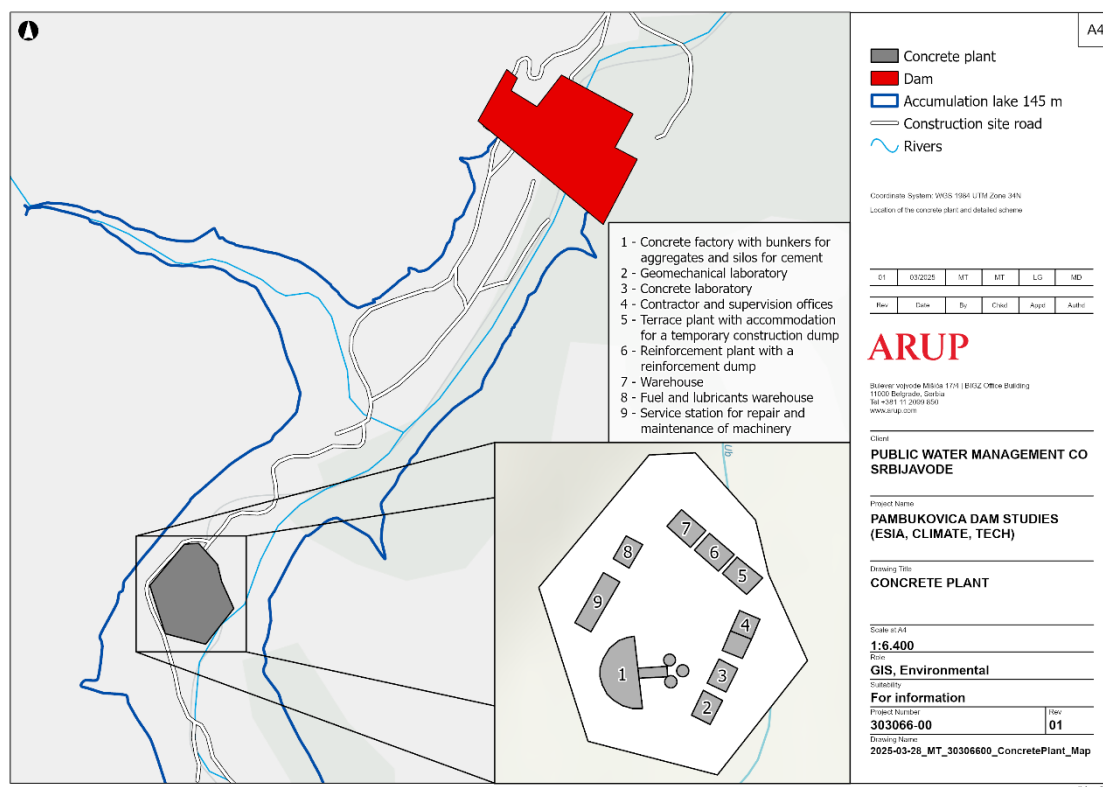 A4
Concrete plant
Dam
Accumulation lake 145 m
Construction site road
Rivers
Coordinate System: WGS 1984 UTM Zone 34N
Location of the concrete plant and detailed scheme
1 - Concrete factory with bunkers for
aggregates and silos for cement
2 - Geomechanical laboratory
3 - Concrete laboratory
4 - Contractor and supervision offices
5 - Terrace plant with accommodation
for a temporary construction dump
6 - Reinforcement plant with a
reinforcement dump
7 - Warehouse
8 - Fuel and lubricants warehouse
9 - Service station for repair and
maintenance of machinery
Ub
7
6
5
8
9
4
1
3
2
01 03/2025 MT MT LG MD
Rev Date By Chkd Appd Authd
ARUP
Bulevar vojvode Mišića 17/4 | BIGZ Office Building
11000 Belgrade, Serbia
Tel +381 11 2099 850
www.arup.com
Client
PUBLIC WATER MANAGEMENT CO
SRBIJAVODE
Project Name
PAMBUKOVICA DAM STUDIES
(ESIA, CLIMATE, TECH)
Drawing Title
CONCRETE PLANT
Scale at A4
1:6.400
Role
GIS, Environmental
Suitability
For information
Project Number Rev
303066-00 01
Drawing Name
2025-03-28_MT_30306600_ConcretePlant_Map